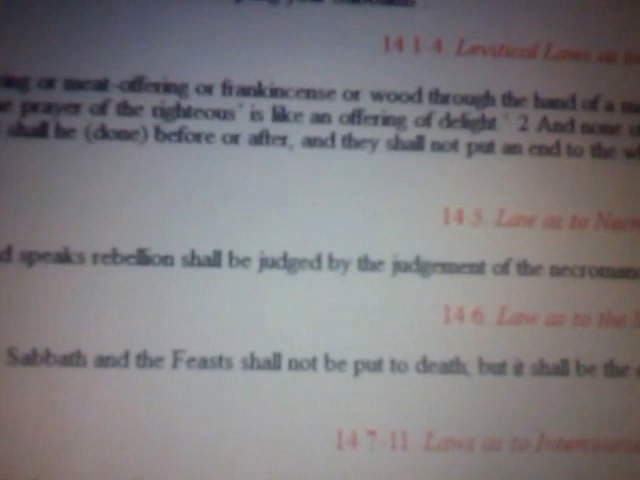 14 1-4. Levitical Laws as to
or meat-offering or frankincense or wood through the hand of a
prayer of the righteous' is like an offering of delight.' 2 And none
shall he (done) before or after, and they shall not put an end to the
14 5. Law as to
speaks rebellion shall be judged by the judgement of the
14 6. Law as to the
Sabbath and the Feasts shall not be put to death, but it shall be the
14 7-11. Laws as to